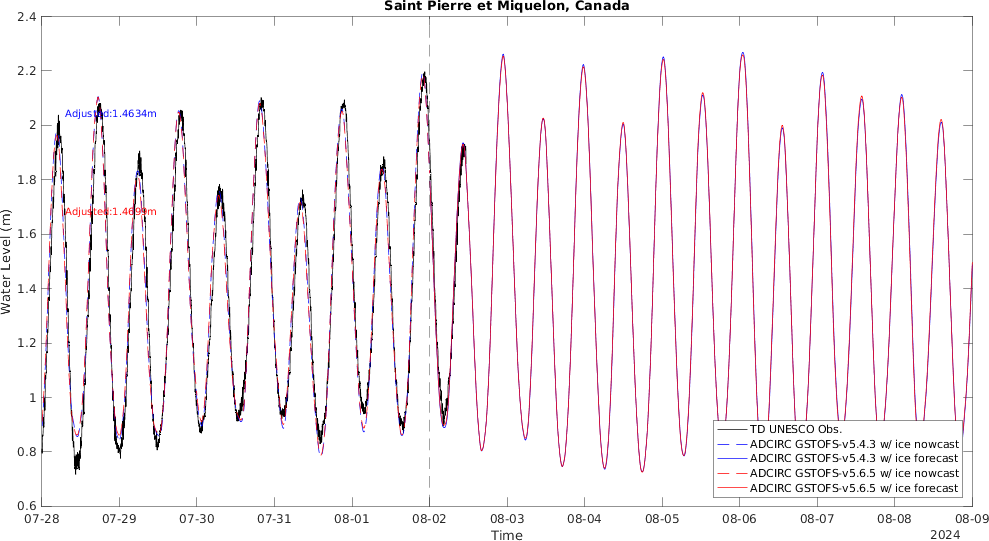 Saint Pierre et Miquelon, Canada
2.4
2.2
2
1.8
1.6
1.4
1.2
1
0.8
0.6
Water Level (m)
Adjusted:1.4634m
Adjusted:1.4699m
TD UNESCO Obs.
ADCIRC GSTOFS-v5.4.3 w/ ice nowcast
ADCIRC GSTOFS-v5.4.3 w/ ice forecast
ADCIRC GSTOFS-v5.6.5 w/ ice nowcast
ADCIRC GSTOFS-v5.6.5 w/ ice forecast
07-28 07-29 07-30 07-31 08-01 08-02 08-03 08-04 08-05 08-06 08-07 08-08 08-09
Time
2024